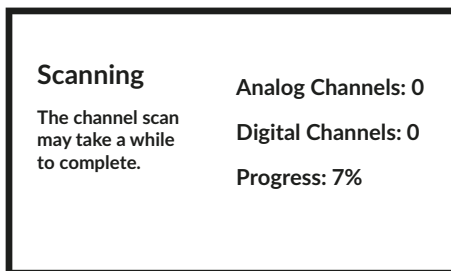 Scanning
The channel scan
may take a while
to complete.
Analog Channels: 0
Digital Channels: 0
Progress: 7%